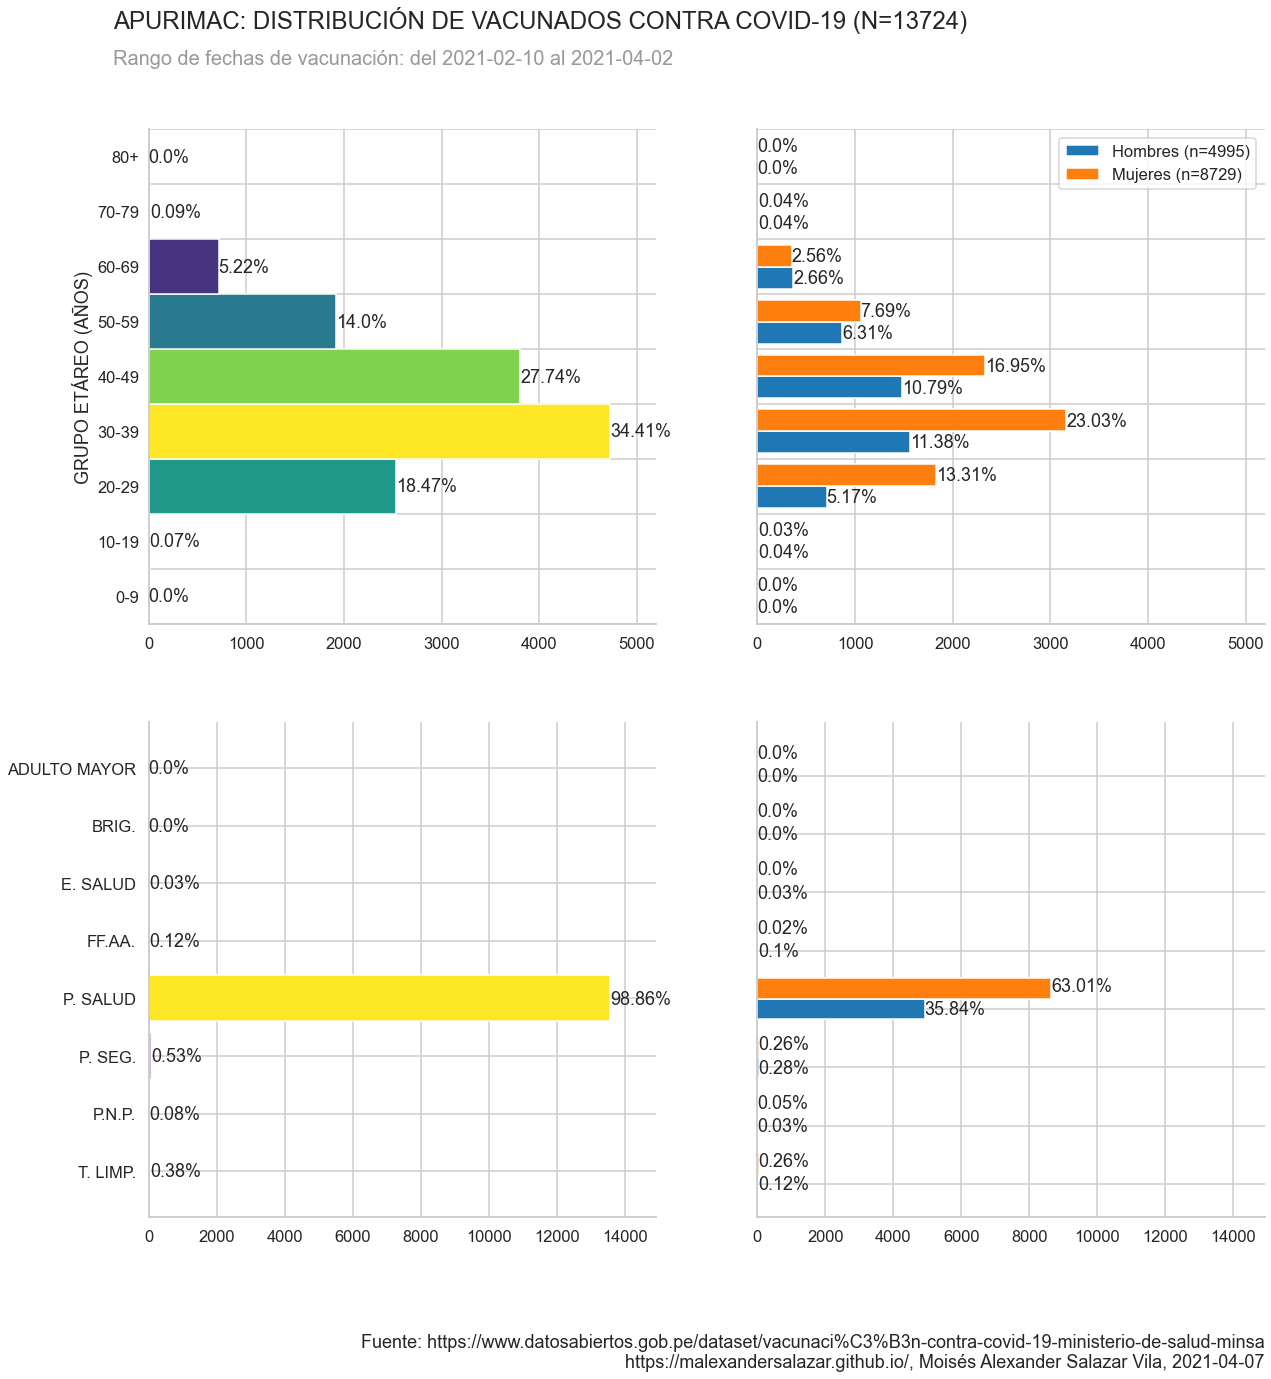 APURIMAC: DISTRIBUCIÓN DE VACUNADOS CONTRA COVID-19 (N=13724)
Rango de fechas de vacunación: del 2021-02-10 al 2021-04-02
GRUPO ETÁREO (AÑOS)
80+ 0.0%
70-79 0.09%
60-69 5.22%
50-59 14.0%
40-49 27.74%
30-39 34.41%
20-29 18.47%
10-19 0.07%
0-9 0.0%
0 1000 2000 3000 4000 5000
Hombres (n=4995)
Mujeres (n=8729)
0.0%
0.0%
0.04%
0.04%
2.56%
2.66%
7.69%
6.31%
16.95%
10.79%
23.03%
11.38%
13.31%
5.17%
0.03%
0.04%
0.0%
0.0%
0 1000 2000 3000 4000 5000
ADULTO MAYOR 0.0%
BRIG. 0.0%
E. SALUD 0.03%
FF.AA. 0.12%
P. SALUD 98.86%
P. SEG. 0.53%
P.N.P. 0.08%
T. LIMP. 0.38%
0 2000 4000 6000 8000 10000 12000 14000
0.0%
0.0%
0.0%
0.0%
0.0%
0.03%
0.02%
0.1%
63.01%
35.84%
0.26%
0.28%
0.05%
0.03%
0.26%
0.12%
0 2000 4000 6000 8000 10000 12000 14000
Fuente: https://www.datosabiertos.gob.pe/dataset/vacunaci%C3%B3n-contra-covid-19-ministerio-de-salud-minsa
https://malexandersalazar.github.io/, Moisés Alexander Salazar Vila, 2021-04-07